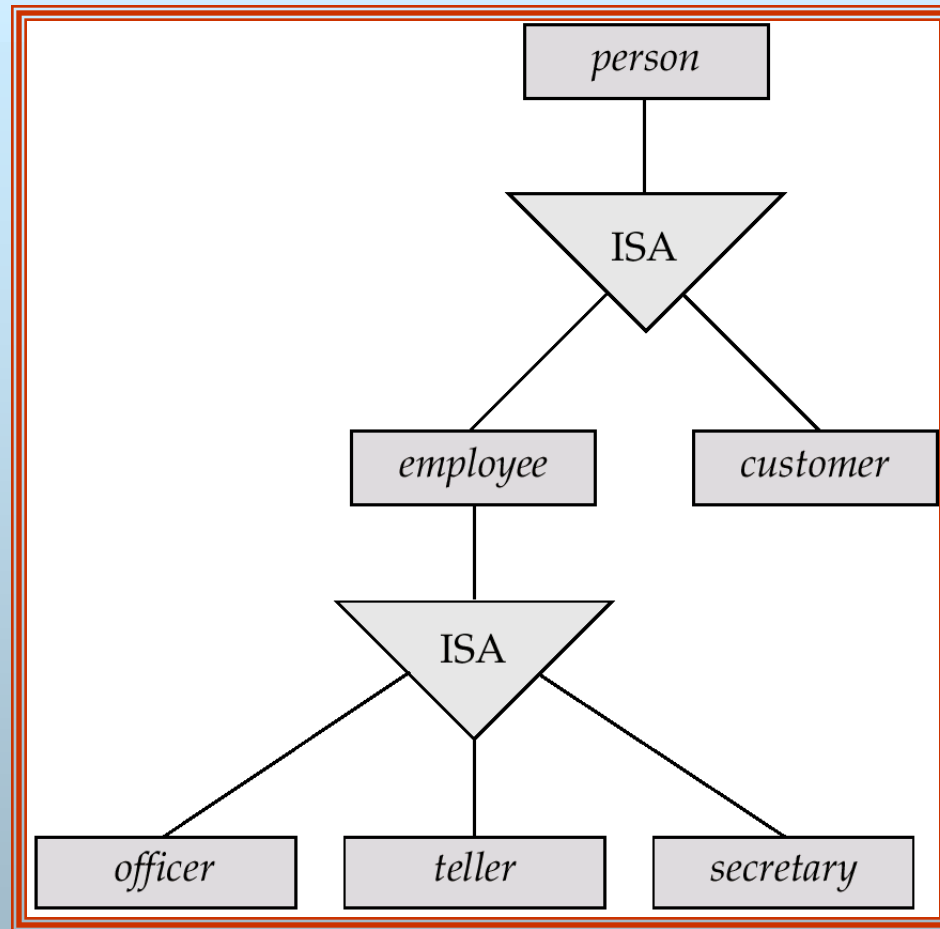 person
ISA
employee
customer
ISA
officer
teller
secretary